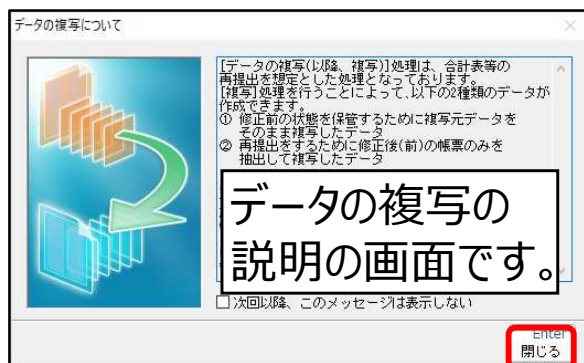 データの複写について
[データの複写(以降、複写)]処理は、合計表等の
再提出を想定とした処理となっております。
[複写]処理を行うことによって、以下の2種類のデータが
作成できます。
① 修正前の状態を保管するために複写元データを
そのまま複写したデータ
② 再提出をするために修正後(前)の帳票のみを
抽出して複写したデータ
データの複写の
説明の画面です。
次回以降、このメッセージは表示しない
Enter
閉じる